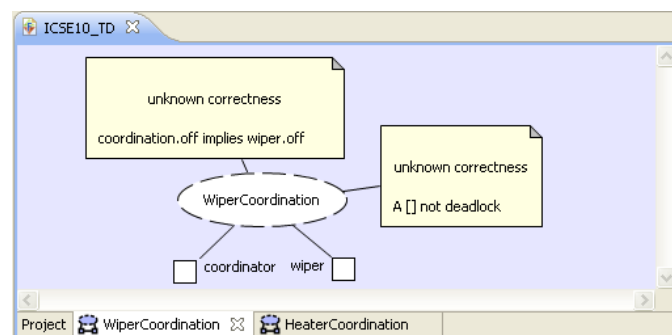 ICSE10_TD
unknown correctness
coordination.off implies wiper.off
unknown correctness
A [] not deadlock
WiperCoordination
coordinator
wiper
Project
WiperCoordination
HeaterCoordination